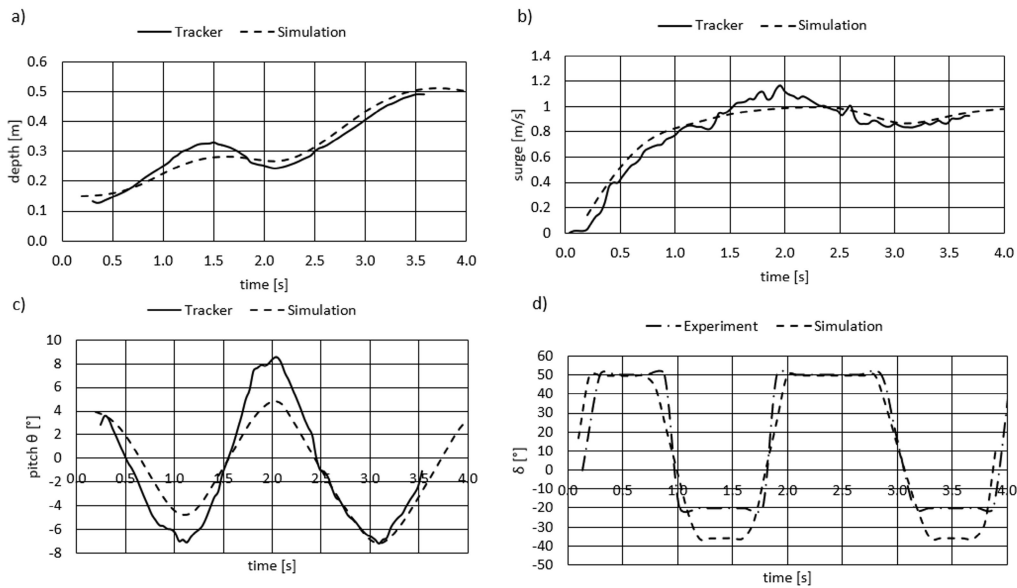 a)
Tracker Simulation
0.6
0.5
0.4
0.3
0.2
0.1
0.0
depth [m]
0.0 0.5 1.0 1.5 2.0 2.5 3.0 3.5 4.0
time [s]
b)
Tracker Simulation
1.4
1.2
1
0.8
0.6
0.4
0.2
0
surge [m/s]
0.0 0.5 1.0 1.5 2.0 2.5 3.0 3.5 4.0
time [s]
c)
Tracker Simulation
10
8
6
4
2
0
-2
-4
-6
-8
pitch θ [°]
0.0 0.5 1.0 1.5 2.0 2.5 3.0 3.5 4.0
time [s]
d)
Experiment Simulation
60
50
40
30
20
10
0
-10
-20
-30
-40
-50
δ [°]
0.0 0.5 1.0 1.5 2.0 2.5 3.0 3.5 4.0
time [s]